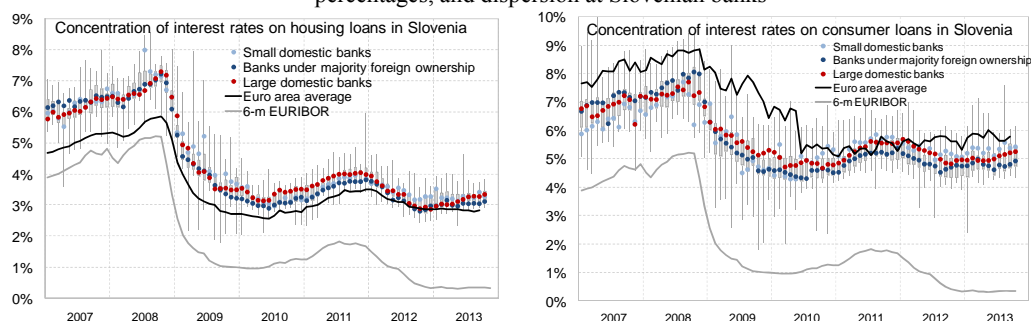 percentages, and dispersion at Slovenian banks
Concentration of interest rates on housing loans in Slovenia
Small domestic banks
Banks under majority foreign ownership
Large domestic banks
Euro area average
6-m EURIBOR
9%
8%
7%
6%
5%
4%
3%
2%
1%
0%
2007 2008 2009 2010 2011 2012 2013
Concentration of interest rates on consumer loans in Slovenia
Small domestic banks
Banks under majority foreign ownership
Large domestic banks
Euro area average
6-m EURIBOR
10%
9%
8%
7%
6%
5%
4%
3%
2%
1%
0%
2007 2008 2009 2010 2011 2012 2013